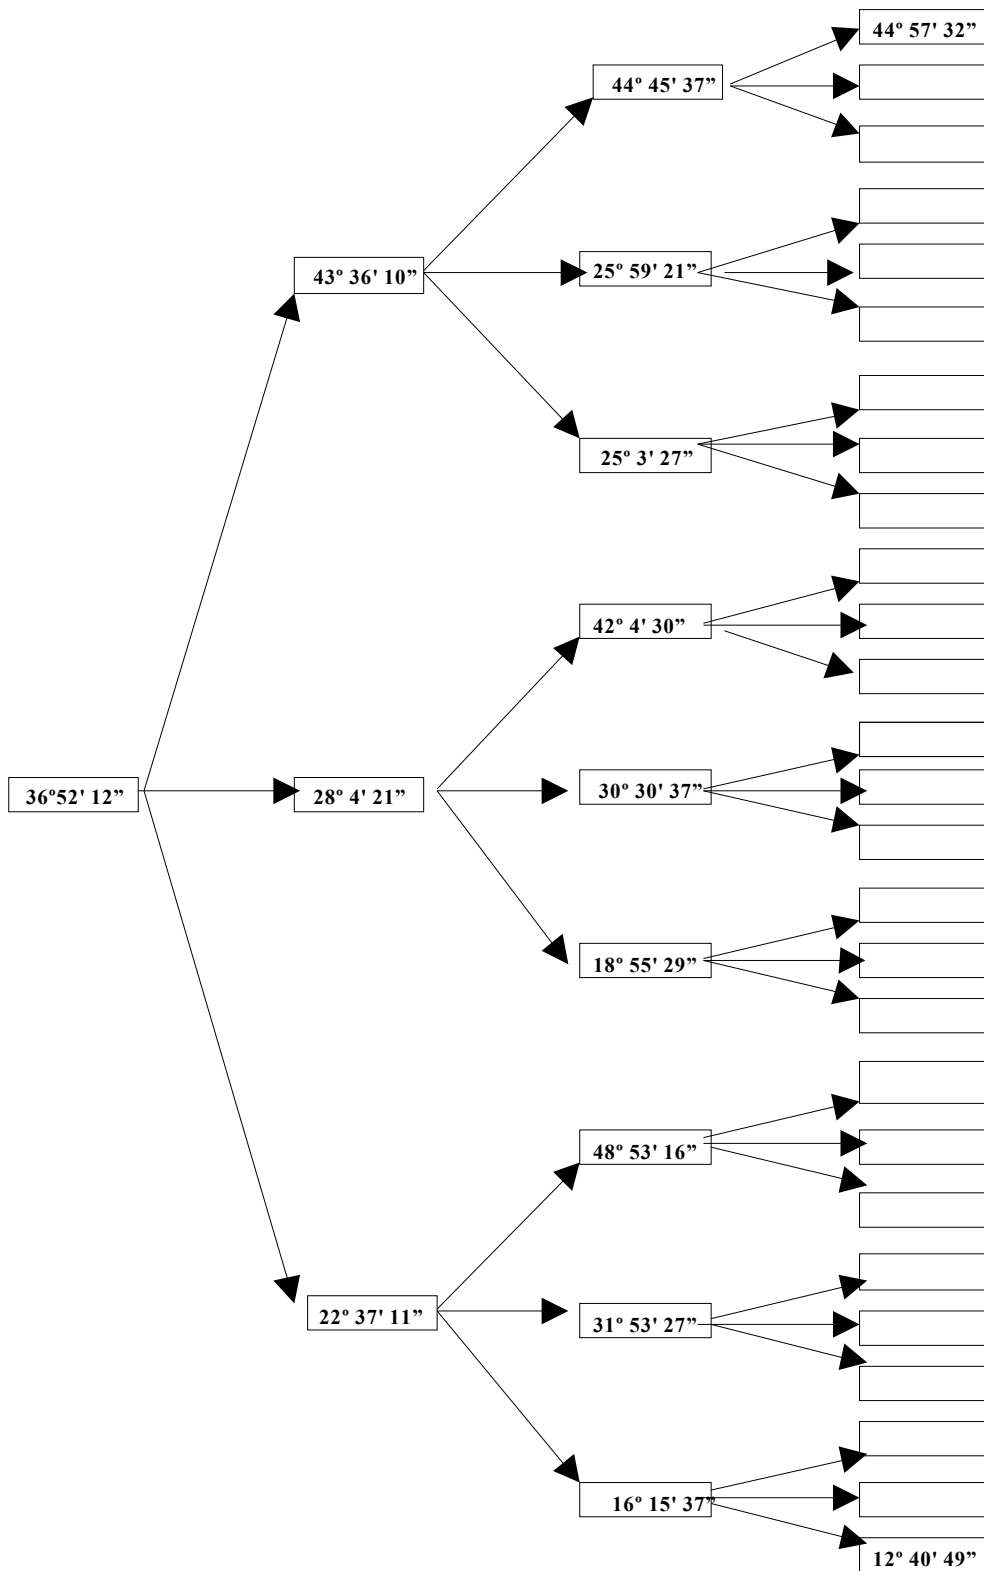 44º 57' 32”
44º 45' 37”
43º 36' 10”
25º 59' 21”
25º 3' 27”
42º 4' 30”
36º52' 12”
28º 4' 21”
30º 30' 37”
18º 55' 29”
48º 53' 16”
22º 37' 11”
31º 53' 27”
16º 15' 37”
12º 40' 49”